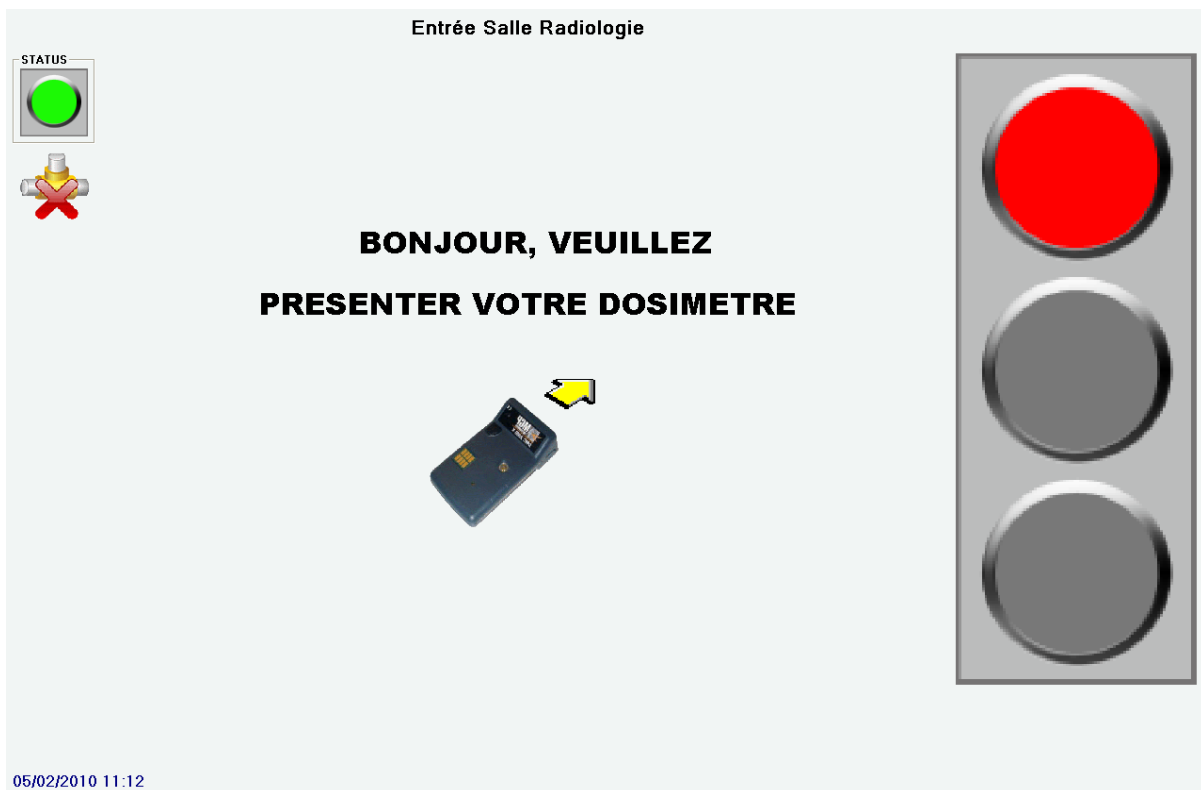 Entrée Salle Radiologie
STATUS
BONJOUR, VEUILLEZ
PRESENTER VOTRE DOSIMETRE
05/02/2010 11:12